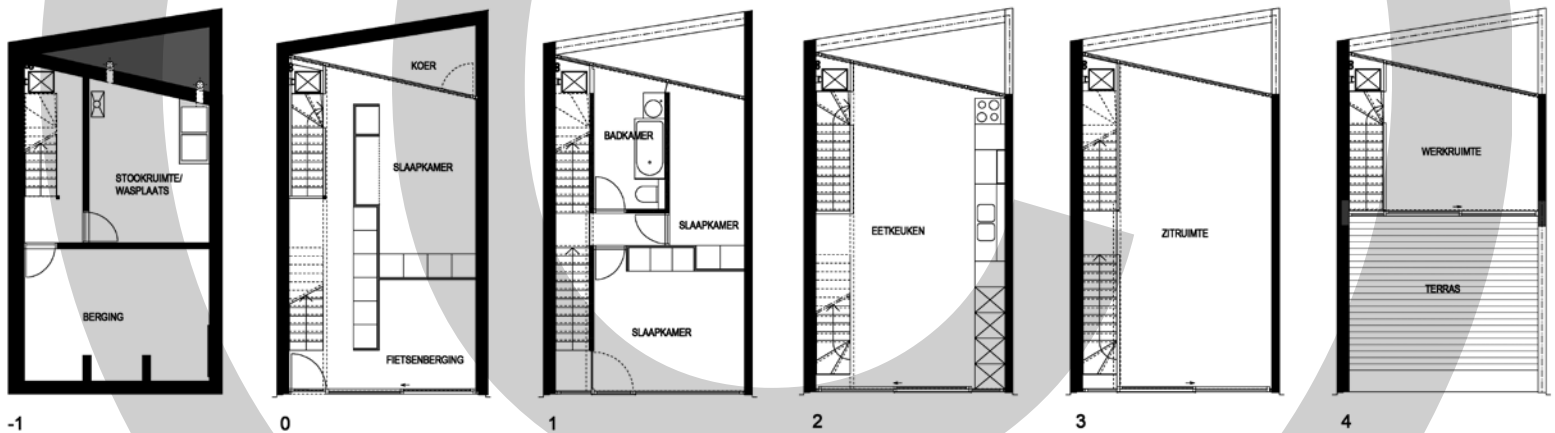 STOOKRUIMTE/
WASPLAATS
BERGING
-1
KOER
SLAAPKAMER
FIETSENBERGING
0
BADKAMER
SLAAPKAMER
SLAAPKAMER
1
EETKEUKEN
2
ZITRUIMTE
3
WERKRUIMTE
TERRAS
4